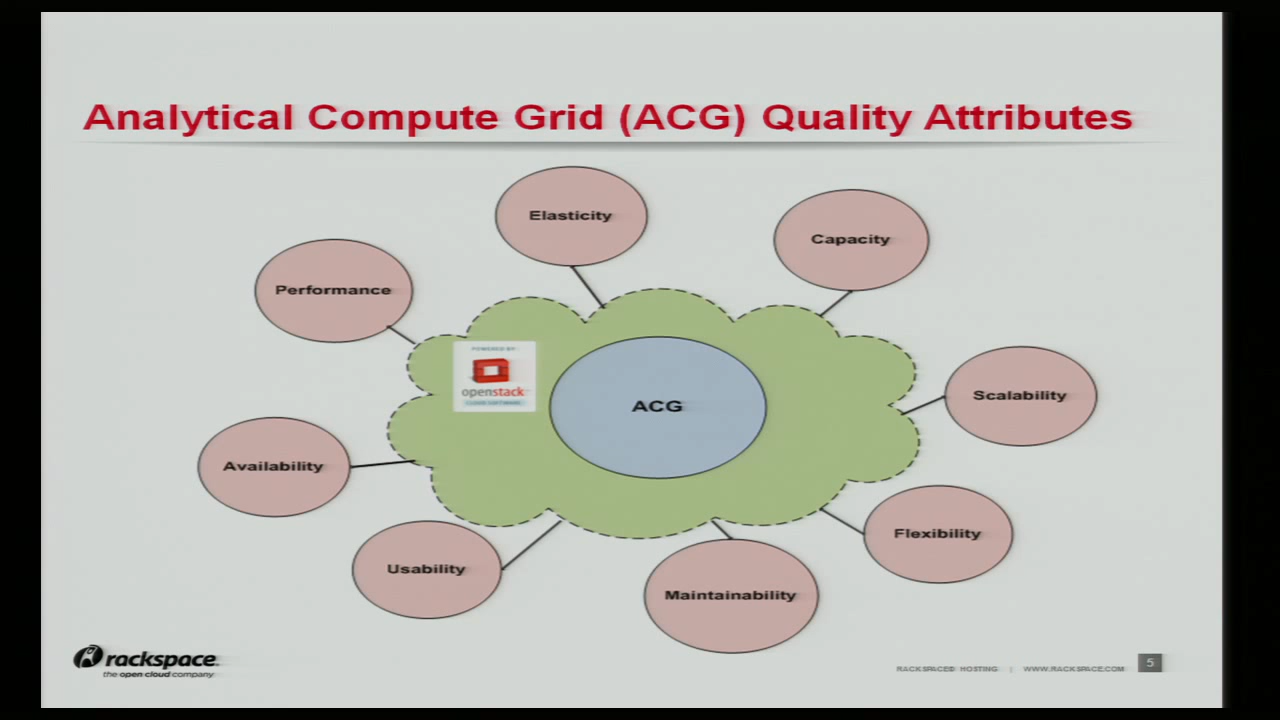 Analytical Compute Grid (ACG) Quality Attributes
Elasticity
Capacity
Performance
POWERED BY
openstack
CLOUD SOFTWARE
ACG
Scalability
Availability
Flexibility
Usability
Maintainability
rackspace.
the open cloud company
RACKSPACE® HOSTING | WWW.RACKSPACE.COM
5